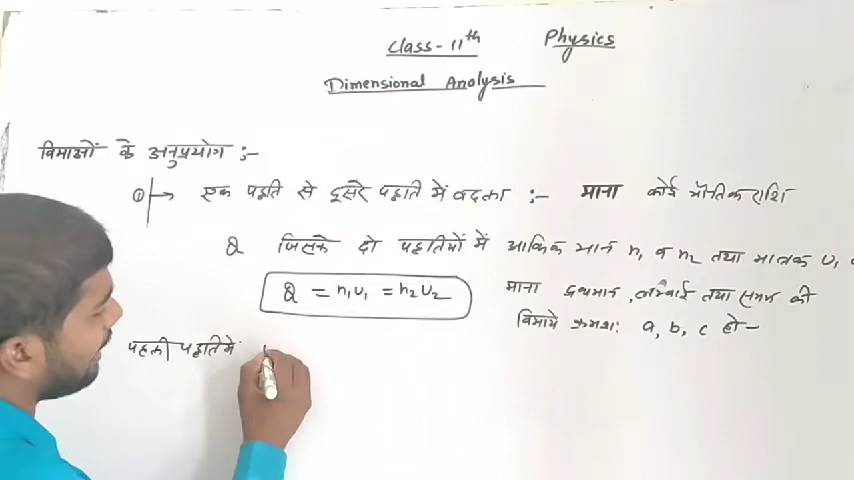 Class - 11th Physics
Dimensional Analysis
विमाओं के अनुप्रयोग :-
① → एक पद्धति से दूसरे पद्धति में बदलना :- माना कोई भौतिक राशि
Q जिसके दो पद्धतियों में आंकिक मान n₁ व n₂ तथा मात्रक U₁
Q = n₁U₁ = n₂U₂
माना द्रव्यमान, लम्बाई तथा समय की
विमाये क्रमश: a, b, c हो-
पहली पद्धति में